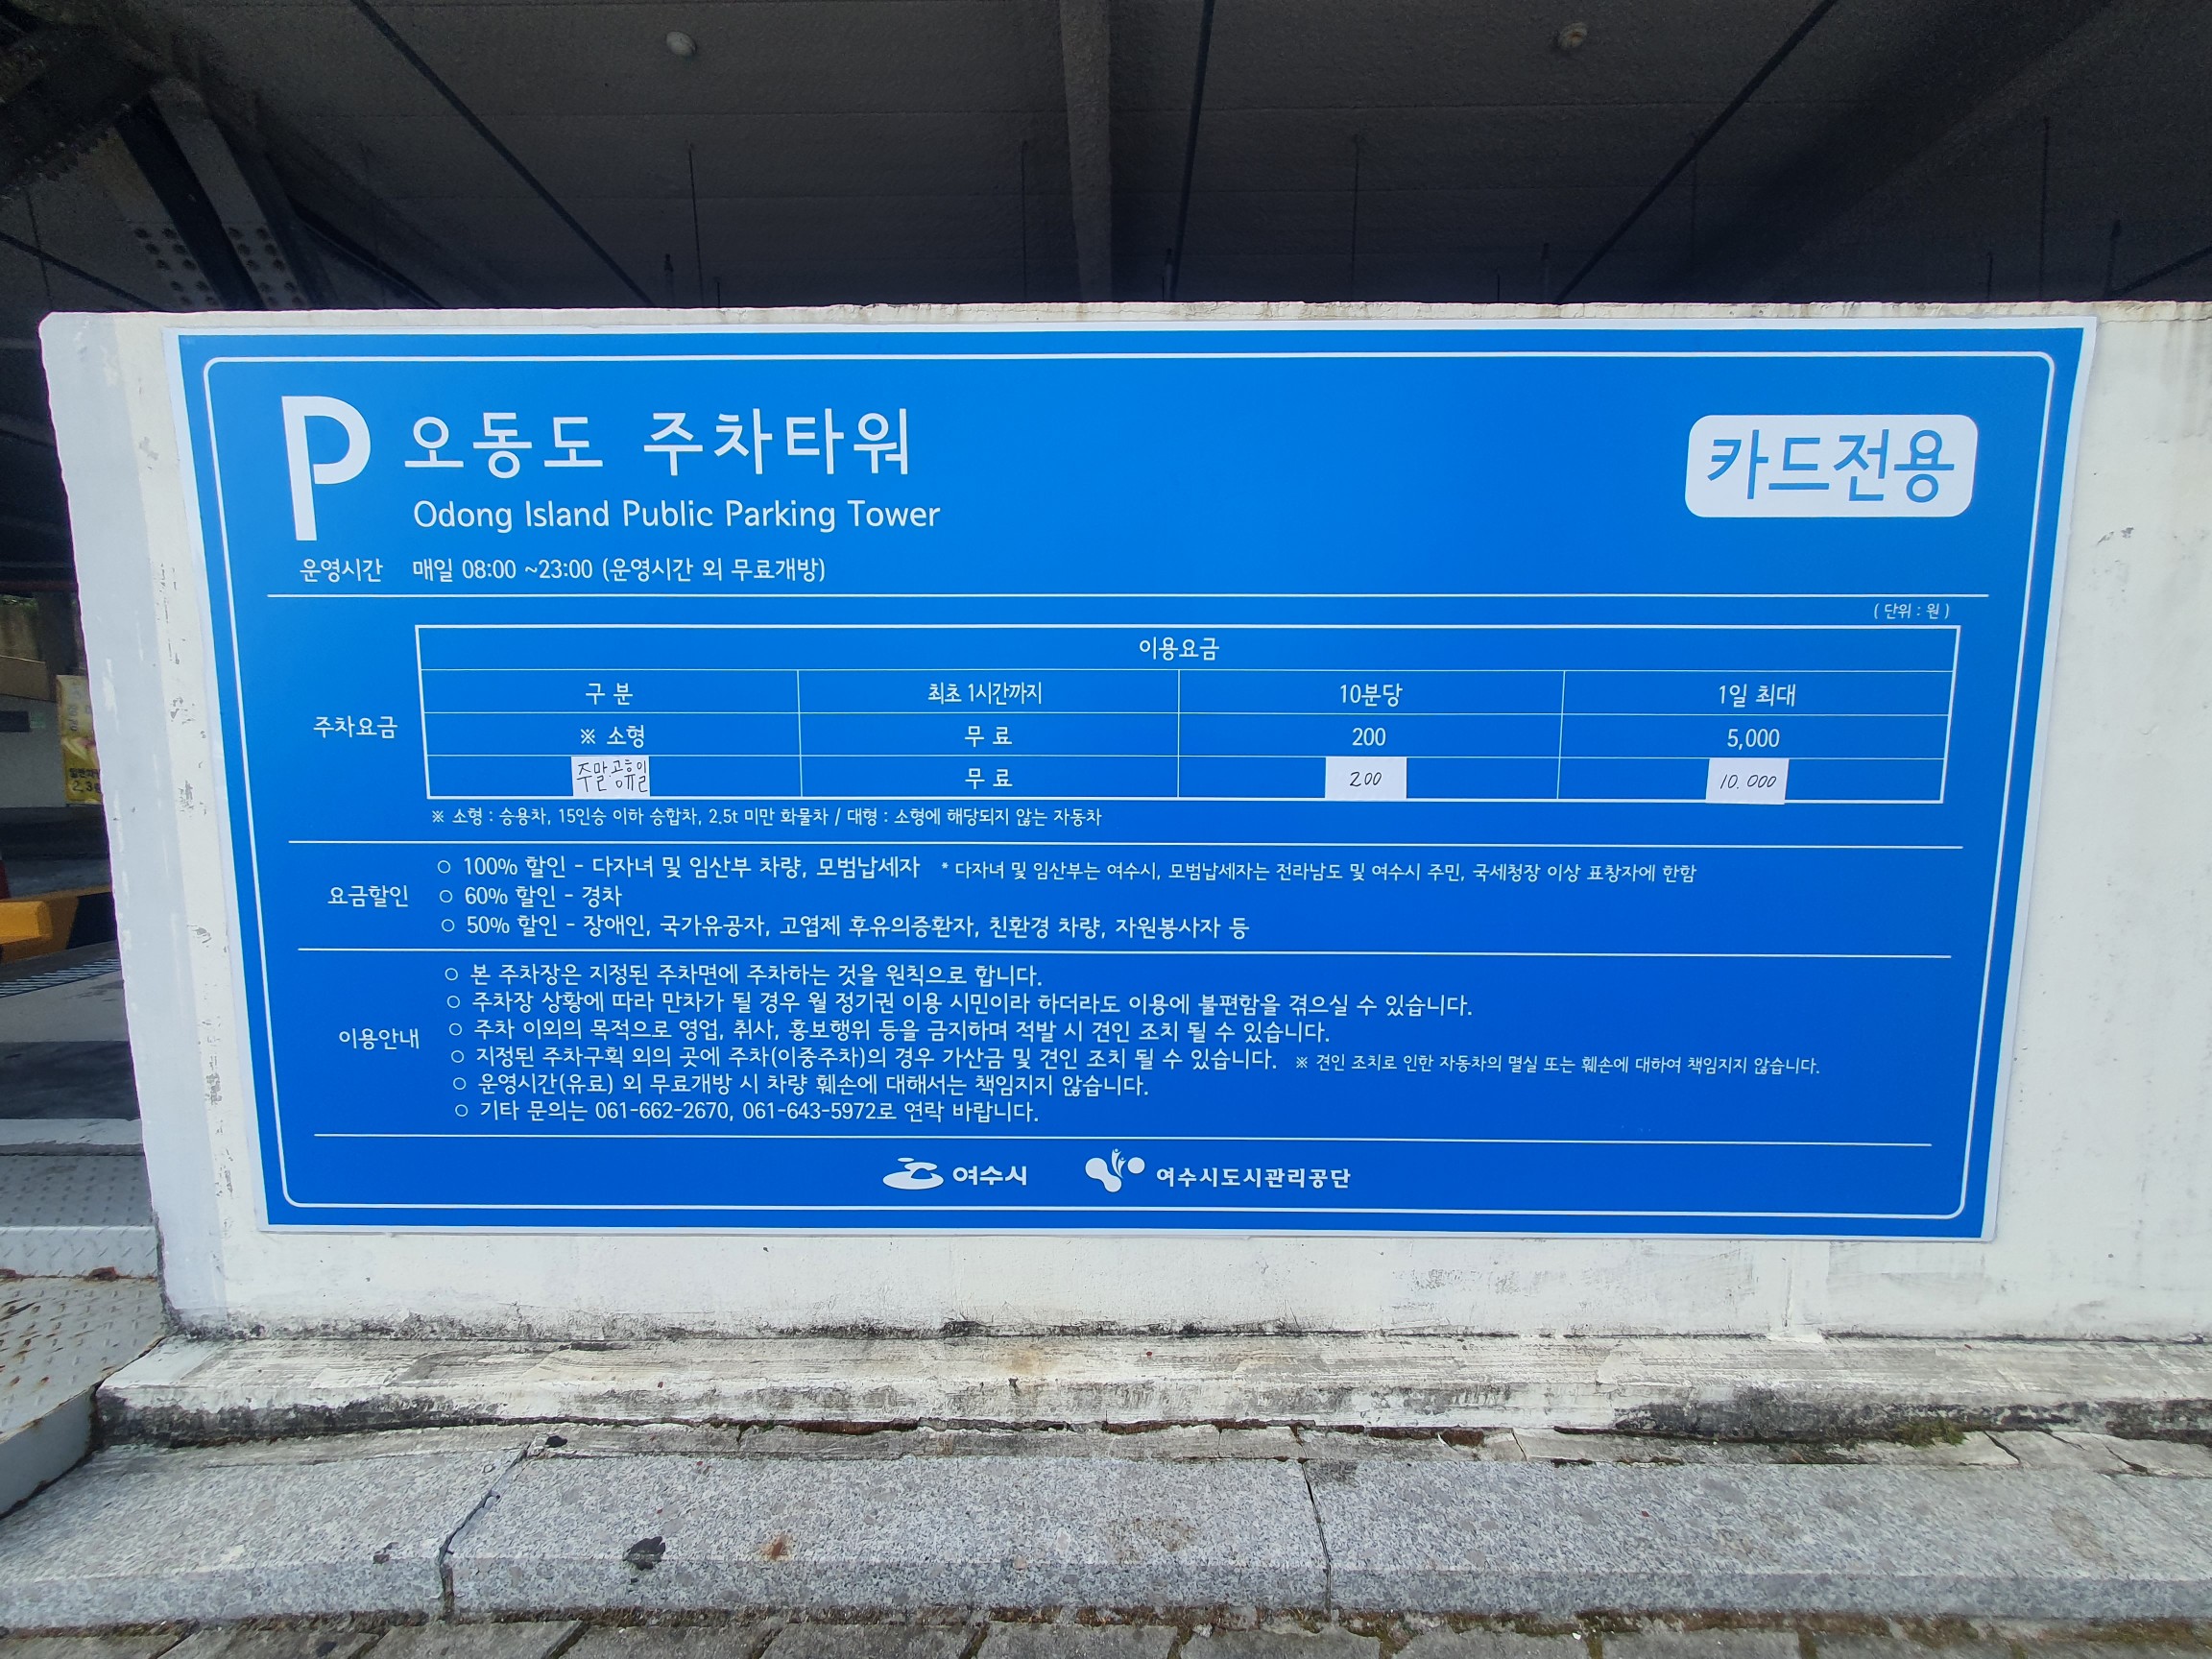 P 오동도 주차타워
카드전용
Odong Island Public Parking Tower
운영시간 매일 08:00 ~23:00 (운영시간 외 무료개방)
( 단위 : 원 )
주차요금
이용요금
구 분 최초 1시간까지 10분당 1일 최대
※ 소형 무 료 200 5,000
주말.공휴일 무 료 200 10.000
※ 소형 : 승용차, 15인승 이하 승합차, 2.5t 미만 화물차 / 대형 : 소형에 해당되지 않는 자동차
요금할인
○ 100% 할인 - 다자녀 및 임산부 차량, 모범납세자 * 다자녀 및 임산부는 여수시, 모범납세자는 전라남도 및 여수시 주민, 국세청장 이상 표창자에 한함
○ 60% 할인 - 경차
○ 50% 할인 - 장애인, 국가유공자, 고엽제 후유의증환자, 친환경 차량, 자원봉사자 등
이용안내
○ 본 주차장은 지정된 주차면에 주차하는 것을 원칙으로 합니다.
○ 주차장 상황에 따라 만차가 될 경우 월 정기권 이용 시민이라 하더라도 이용에 불편함을 겪으실 수 있습니다.
○ 주차 이외의 목적으로 영업, 취사, 홍보행위 등을 금지하며 적발 시 견인 조치 될 수 있습니다.
○ 지정된 주차구획 외의 곳에 주차(이중주차)의 경우 가산금 및 견인 조치 될 수 있습니다. ※ 견인 조치로 인한 자동차의 멸실 또는 훼손에 대하여 책임지지 않습니다.
○ 운영시간(유료) 외 무료개방 시 차량 훼손에 대해서는 책임지지 않습니다.
○ 기타 문의는 061-662-2670, 061-643-5972로 연락 바랍니다.
여수시 여수시도시관리공단